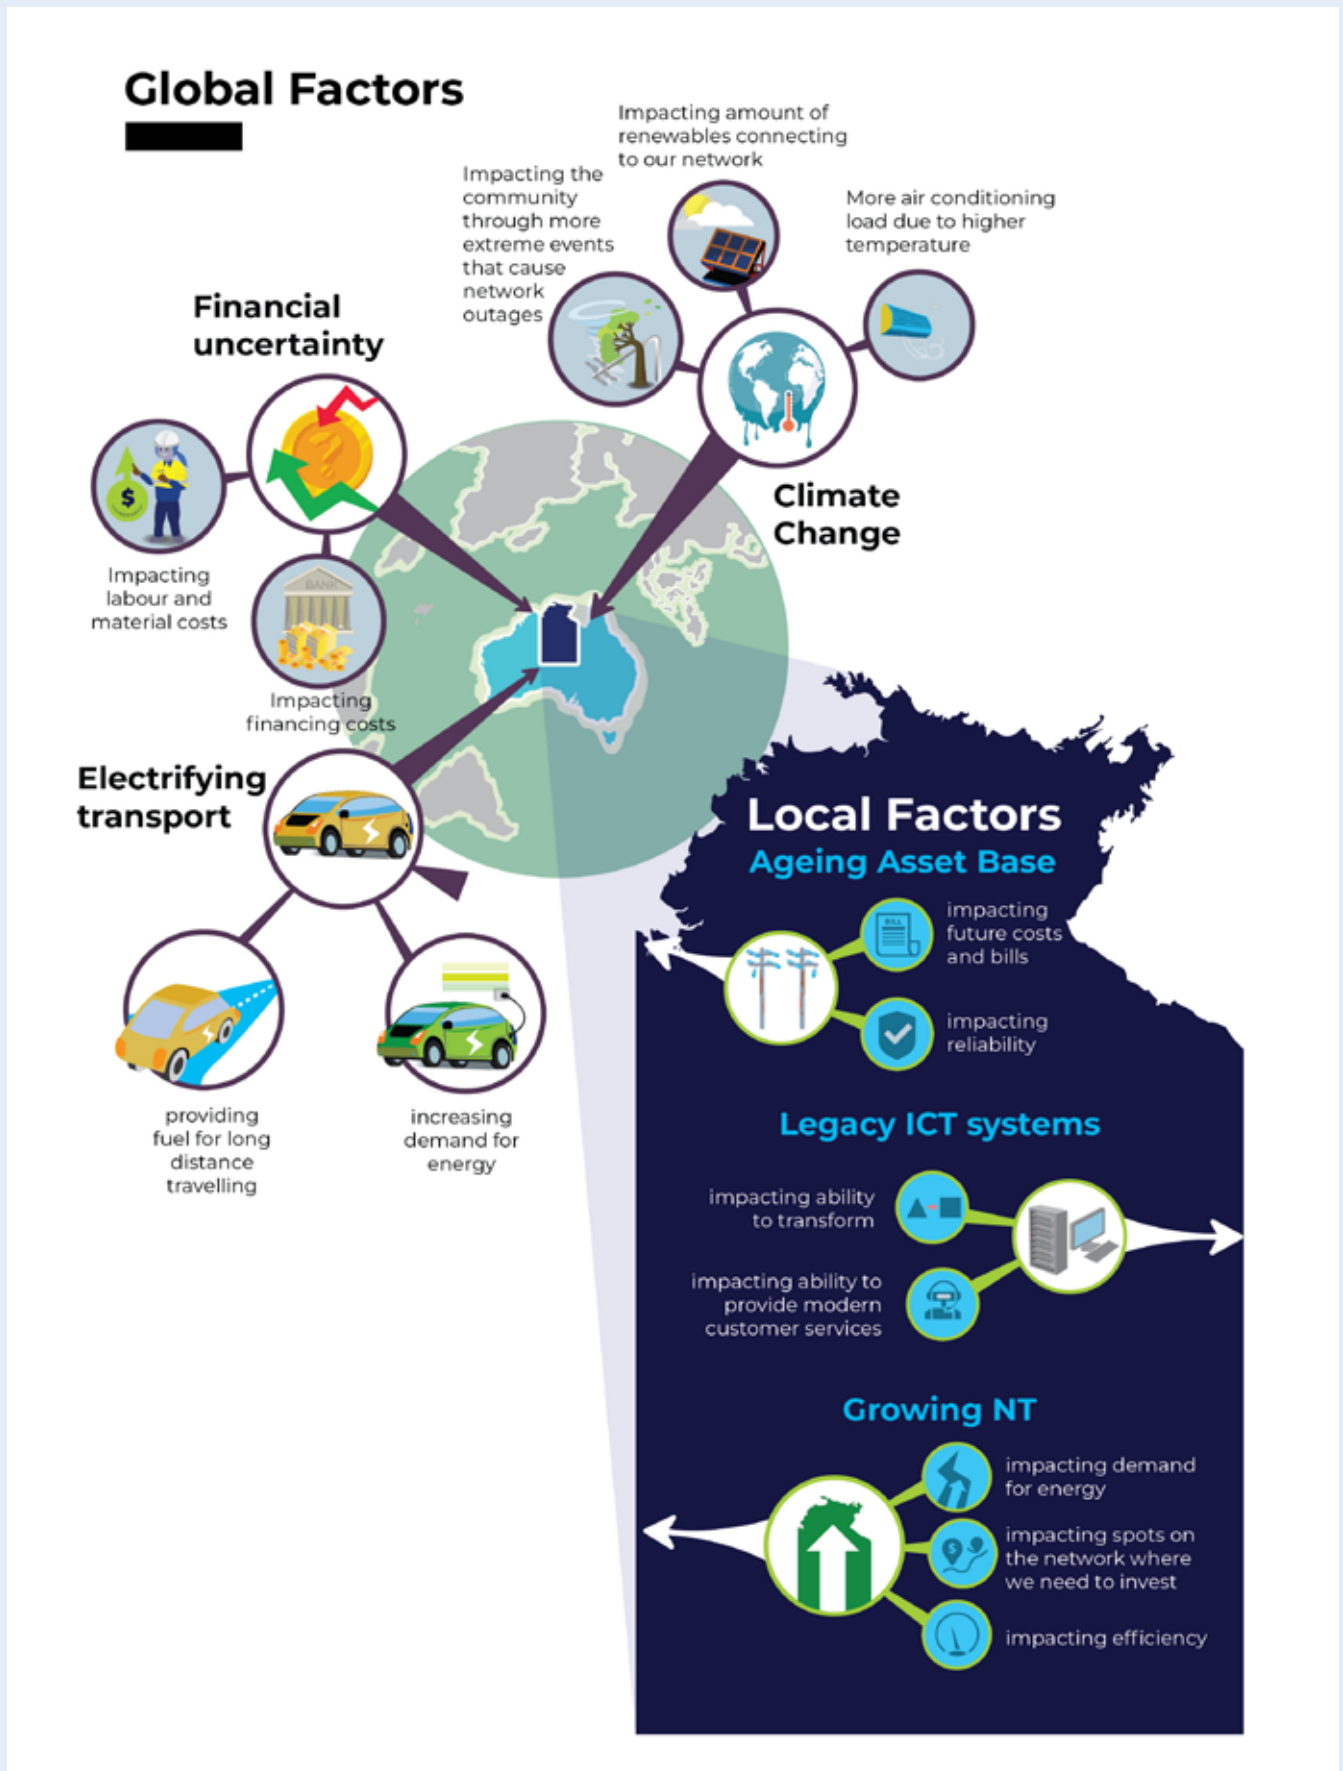 Global Factors
Impacting amount of
renewables connecting
to our network
Impacting the
community
through more
extreme events
that cause
network
outages
More air conditioning
load due to higher
temperature
Financial
uncertainty
Climate
Change
Impacting
labour and
material costs
$
BANK
Impacting
financing costs
Electrifying
transport
providing
fuel for long
distance
travelling
increasing
demand for
energy
Local Factors
Ageing Asset Base
BILL
impacting
future costs
and bills
impacting
reliability
Legacy ICT systems
impacting ability
to transform
impacting ability to
provide modern
customer services
Growing NT
impacting demand
for energy
$
impacting spots on
the network where
we need to invest
impacting efficiency